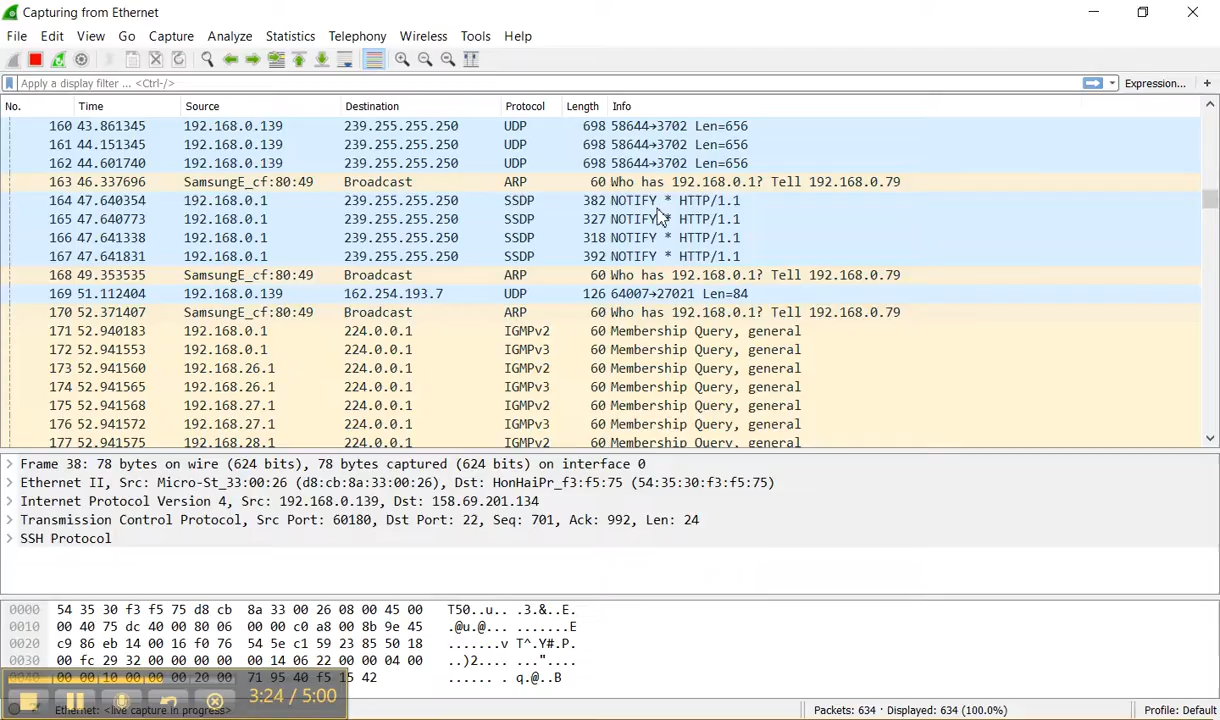 Capturing from Ethernet
File Edit View Go Capture Analyze Statistics Telephony Wireless Tools Help
Apply a display filter ... <Ctrl-/> Expression... +
No. Time Source Destination Protocol Length Info
160 43.861345 192.168.0.139 239.255.255.250 UDP 698 58644→3702 Len=656
161 44.151345 192.168.0.139 239.255.255.250 UDP 698 58644→3702 Len=656
162 44.601740 192.168.0.139 239.255.255.250 UDP 698 58644→3702 Len=656
163 46.337696 SamsungE_cf:80:49 Broadcast ARP 60 Who has 192.168.0.1? Tell 192.168.0.79
164 47.640354 192.168.0.1 239.255.255.250 SSDP 382 NOTIFY * HTTP/1.1
165 47.640773 192.168.0.1 239.255.255.250 SSDP 327 NOTIFY * HTTP/1.1
166 47.641338 192.168.0.1 239.255.255.250 SSDP 318 NOTIFY * HTTP/1.1
167 47.641831 192.168.0.1 239.255.255.250 SSDP 392 NOTIFY * HTTP/1.1
168 49.353535 SamsungE_cf:80:49 Broadcast ARP 60 Who has 192.168.0.1? Tell 192.168.0.79
169 51.112404 192.168.0.139 162.254.193.7 UDP 126 64007→27021 Len=84
170 52.371407 SamsungE_cf:80:49 Broadcast ARP 60 Who has 192.168.0.1? Tell 192.168.0.79
171 52.940183 192.168.0.1 224.0.0.1 IGMPv2 60 Membership Query, general
172 52.941553 192.168.0.1 224.0.0.1 IGMPv3 60 Membership Query, general
173 52.941560 192.168.26.1 224.0.0.1 IGMPv2 60 Membership Query, general
174 52.941565 192.168.26.1 224.0.0.1 IGMPv3 60 Membership Query, general
175 52.941568 192.168.27.1 224.0.0.1 IGMPv2 60 Membership Query, general
176 52.941572 192.168.27.1 224.0.0.1 IGMPv3 60 Membership Query, general
177 52.941575 192.168.28.1 224.0.0.1 IGMPv2 60 Membership Query, general
Frame 38: 78 bytes on wire (624 bits), 78 bytes captured (624 bits) on interface 0
Ethernet II, Src: Micro-St_33:00:26 (d8:cb:8a:33:00:26), Dst: HonHaiPr_f3:f5:75 (54:35:30:f3:f5:75)
Internet Protocol Version 4, Src: 192.168.0.139, Dst: 158.69.201.134
Transmission Control Protocol, Src Port: 60180, Dst Port: 22, Seq: 701, Ack: 992, Len: 24
SSH Protocol
0000 54 35 30 f3 f5 75 d8 cb 8a 33 00 26 08 00 45 00 T50..u.. .3.&..E.
0010 00 40 75 dc 40 00 80 06 00 00 c0 a8 00 8b 9e 45 .@u.@... .......E
0020 c9 86 eb 14 00 16 f0 76 54 5e c1 59 23 85 50 18 .......v T^.Y#.P.
0030 00 fc 29 32 00 00 00 00 00 14 06 22 00 00 04 00 ..)2.... ..."....
0040 00 00 10 00 00 00 20 00 71 95 40 f5 15 42 ...... . q.@..B
3:24 / 5:00
Ethernet: <live capture in progress> Packets: 634 · Displayed: 634 (100.0%) Profile: Default